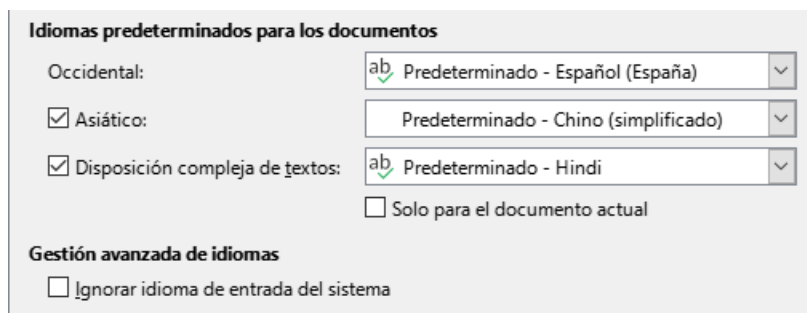 Idiomas predeterminados para los documentos
Occidental: ab Predeterminado - Español (España)
Asiático: Predeterminado - Chino (simplificado)
Disposición compleja de textos: ab Predeterminado - Hindi
Solo para el documento actual
Gestión avanzada de idiomas
Ignorar idioma de entrada del sistema